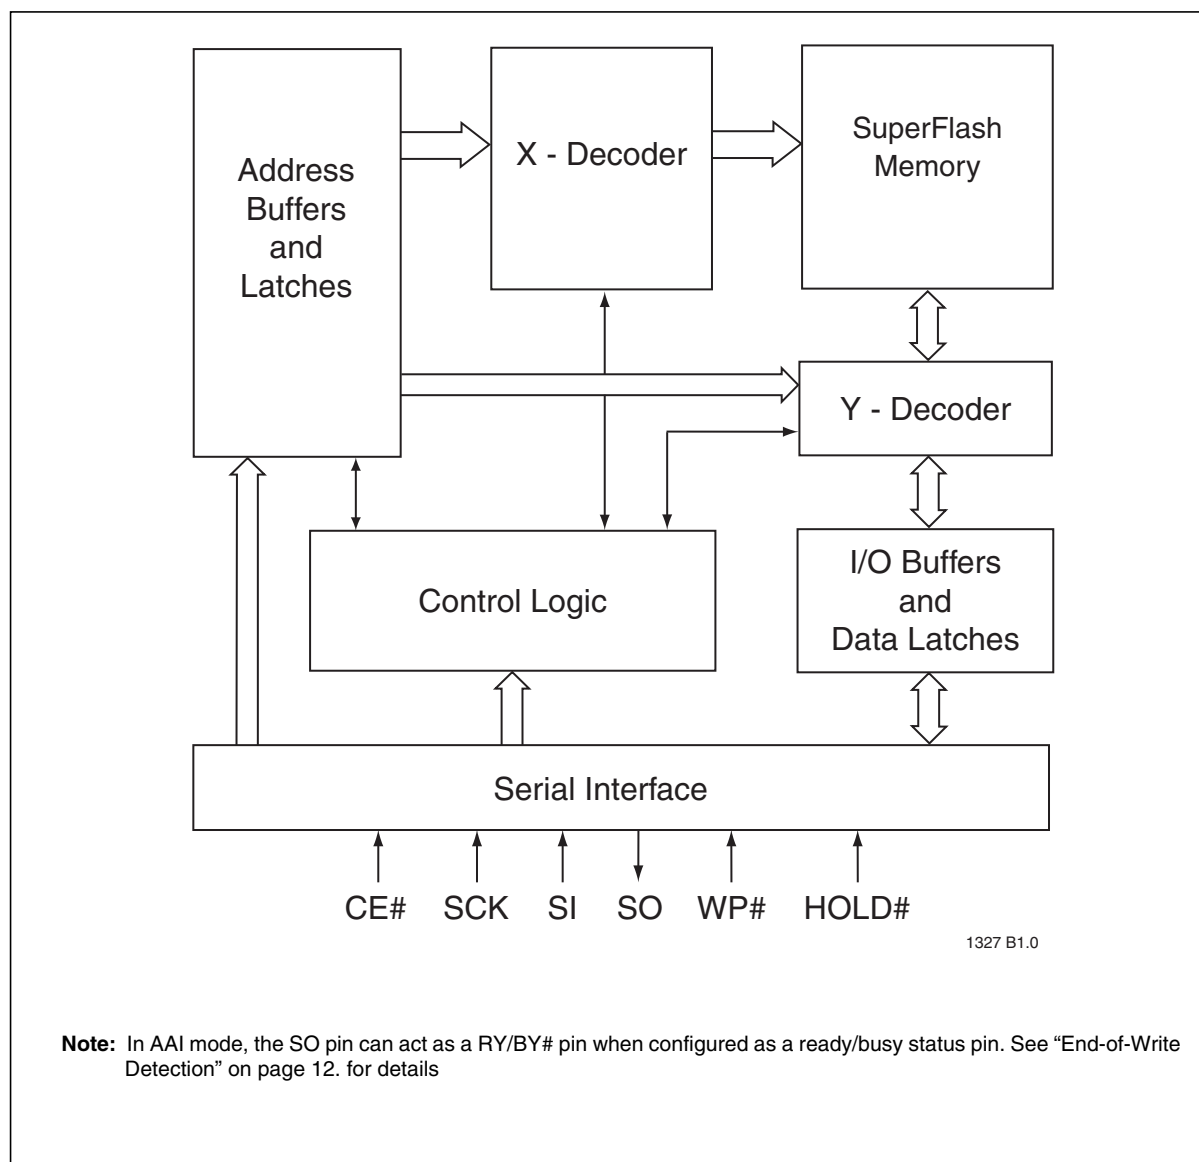 Address
Buffers
and
Latches
X - Decoder
SuperFlash
Memory
Y - Decoder
Control Logic
I/O Buffers
and
Data Latches
Serial Interface
CE# SCK SI SO WP# HOLD#
1327 B1.0
Note: In AAI mode, the SO pin can act as a RY/BY# pin when configured as a ready/busy status pin. See “End-of-Write
Detection” on page 12. for details